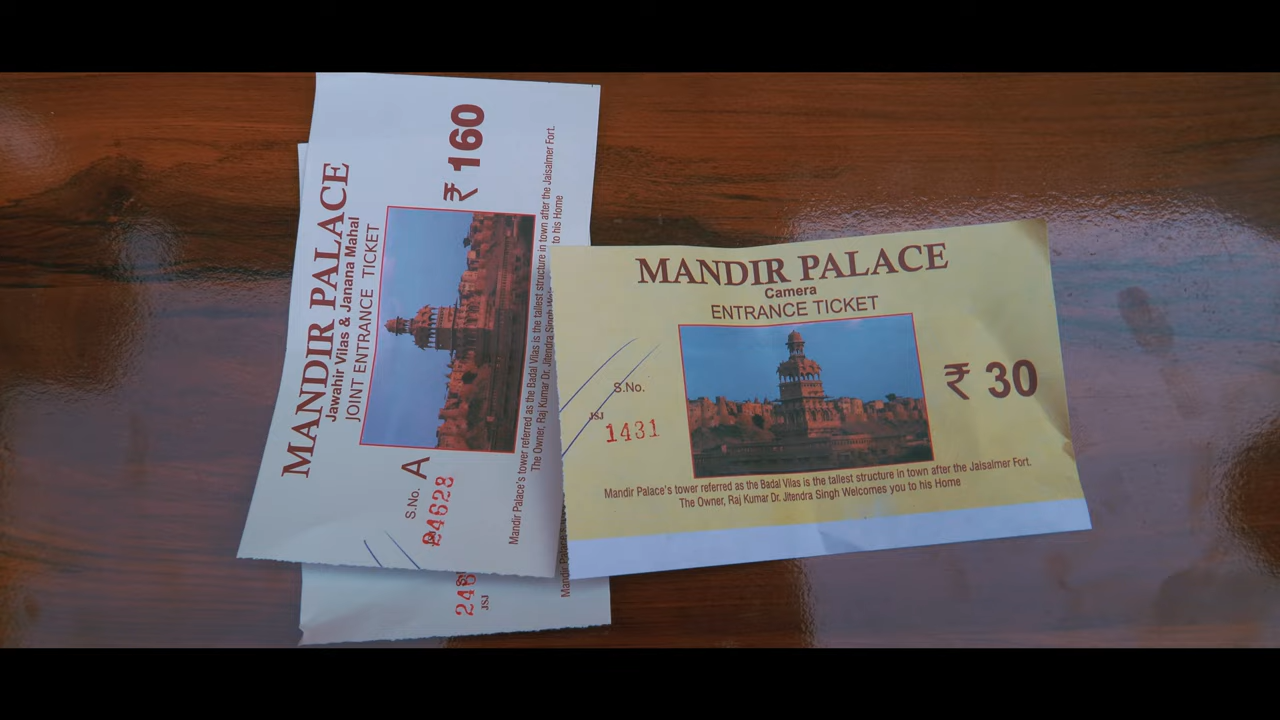 MANDIR PALACE
Jawahir Vilas & Janana Mahal
JOINT ENTRANCE TICKET
₹ 160
S.No. A
24628
Mandir Palace's tower referred as the Badal Vilas is the tallest structure in town after the Jaisalmer Fort.
The Owner, Raj Kumar Dr. Jitendra Singh to his Home
246
JSJ
Mandir Palace's
MANDIR PALACE
Camera
ENTRANCE TICKET
₹ 30
S.No.
JSJ
1431
Mandir Palace's tower referred as the Badal Vilas is the tallest structure in town after the Jaisalmer Fort.
The Owner, Raj Kumar Dr. Jitendra Singh Welcomes you to his Home